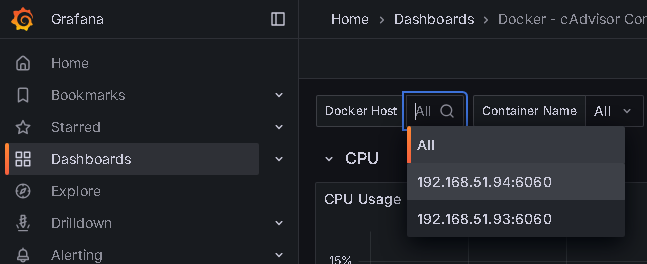 Grafana
Home > Dashboards > Docker - cAdvisor Con
Home
Bookmarks
Starred
Dashboards
Explore
Drilldown
Alerting
Docker Host All Container Name All
All
192.168.51.94:6060
192.168.51.93:6060
CPU
CPU Usage
15%